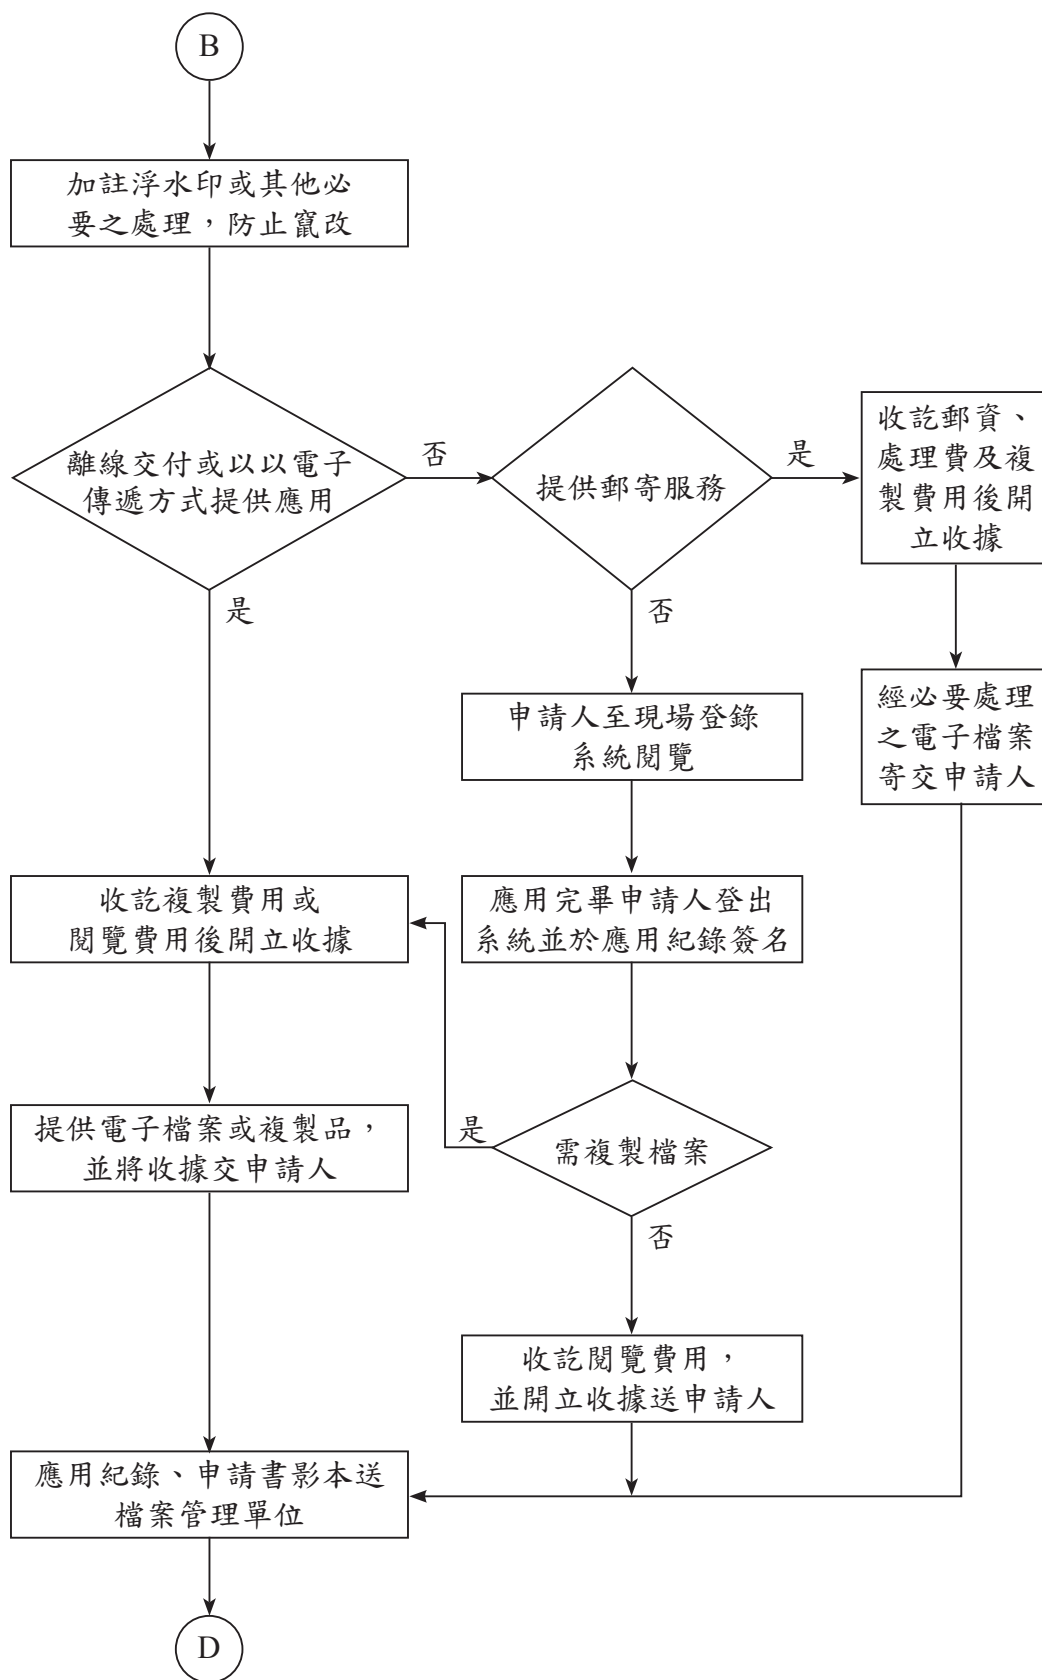 B
加註浮水印或其他必
要之處理，防止竄改
離線交付或以以電子
傳遞方式提供應用
否
是
提供郵寄服務
是
否
收訖郵資、
處理費及複
製費用後開
立收據
經必要處理
之電子檔案
寄交申請人
申請人至現場登錄
系統閱覽
應用完畢申請人登出
系統並於應用紀錄簽名
收訖複製費用或
閱覽費用後開立收據
需複製檔案
是
否
提供電子檔案或複製品，
並將收據交申請人
收訖閱覽費用，
並開立收據送申請人
應用紀錄、申請書影本送
檔案管理單位
D